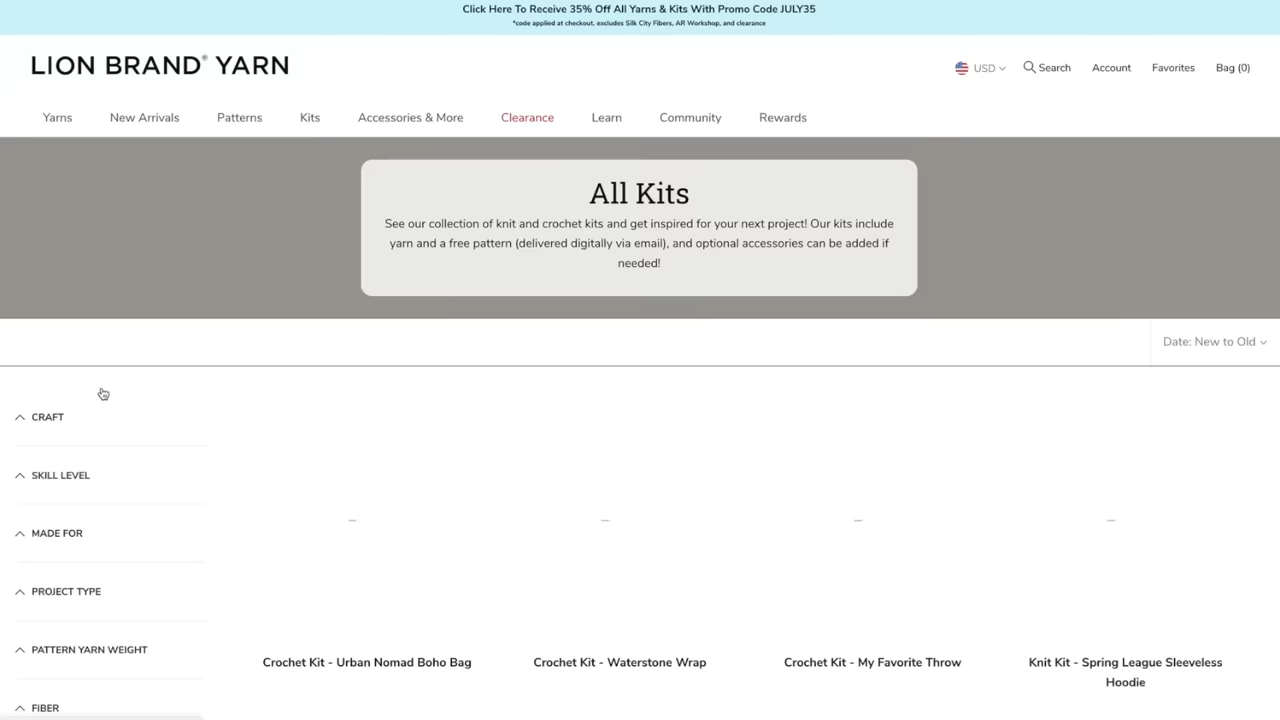 Click Here To Receive 35% Off All Yarns & Kits With Promo Code JULY35
*code applied at checkout. excludes Silk City Fibers, AR Workshop, and clearance
LION BRAND® YARN
USD
Search
Account
Favorites
Bag (0)
Yarns
New Arrivals
Patterns
Kits
Accessories & More
Clearance
Learn
Community
Rewards
All Kits
See our collection of knit and crochet kits and get inspired for your next project! Our kits include
yarn and a free pattern (delivered digitally via email), and optional accessories can be added if
needed!
Date: New to Old
CRAFT
SKILL LEVEL
MADE FOR
PROJECT TYPE
PATTERN YARN WEIGHT
FIBER
Crochet Kit - Urban Nomad Boho Bag
Crochet Kit - Waterstone Wrap
Crochet Kit - My Favorite Throw
Knit Kit - Spring League Sleeveless
Hoodie